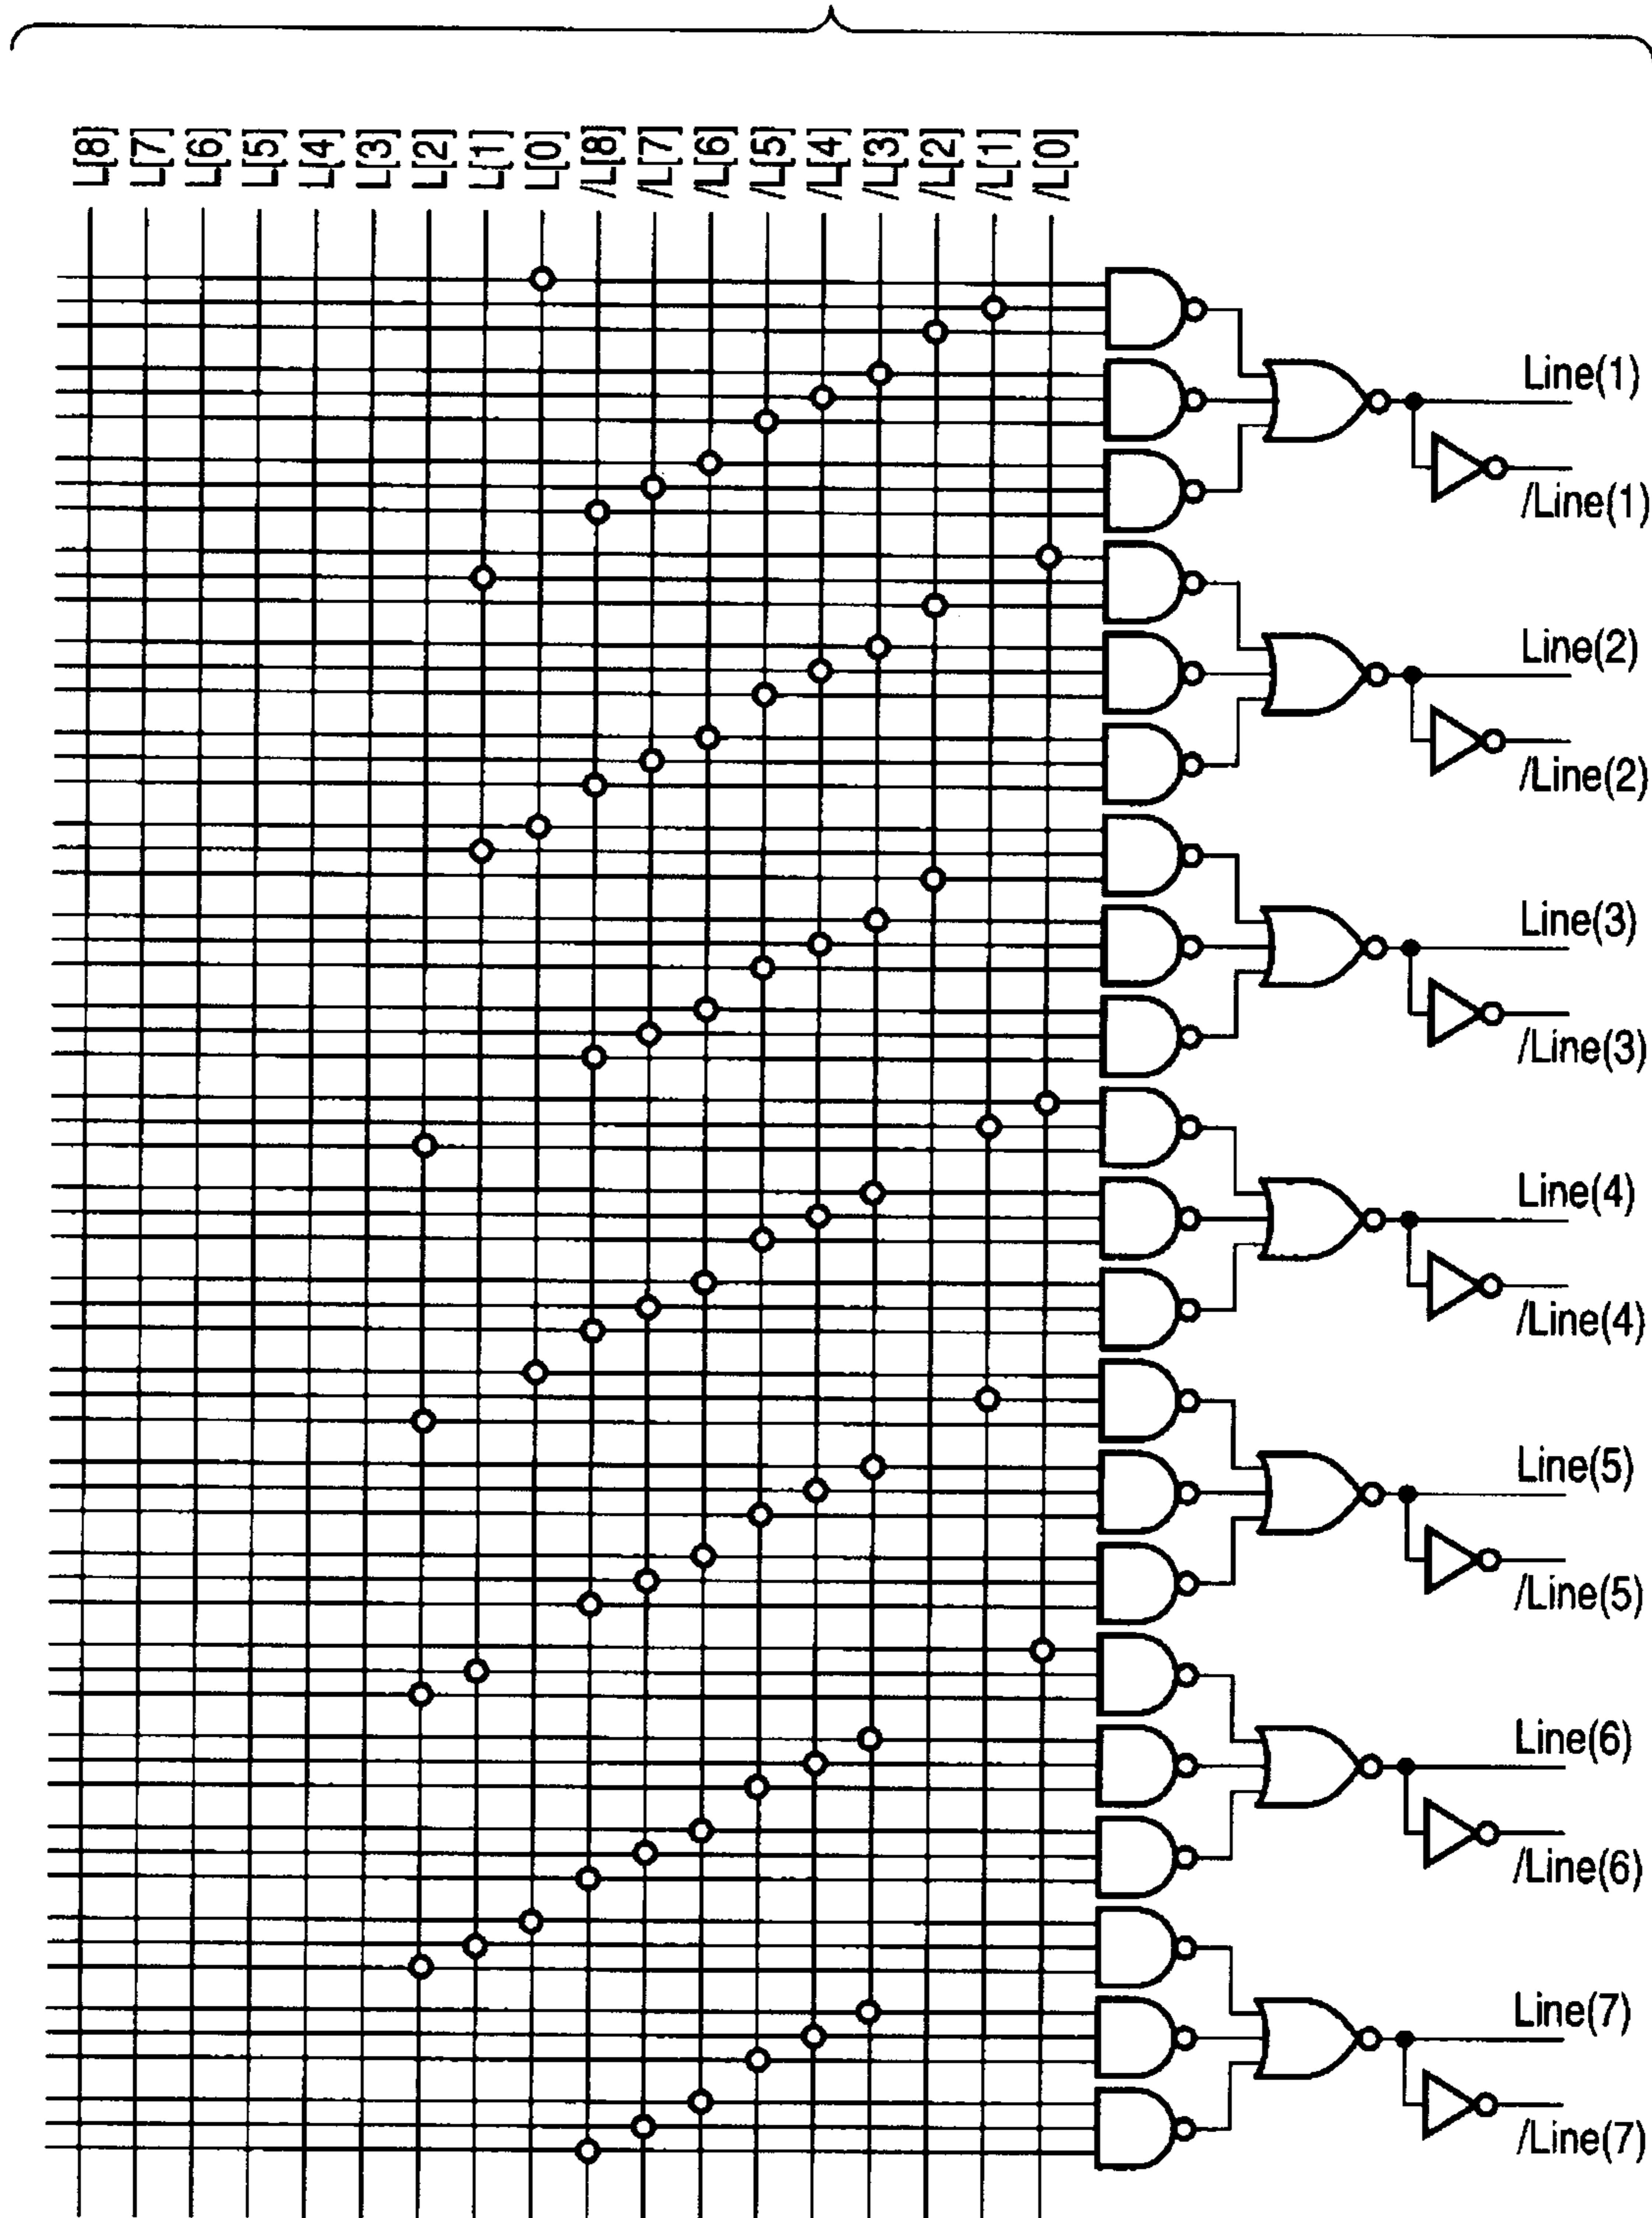 L[8] L[7] L[6] L[5] L[4] L[3] L[2] L[1] L[0] /L[8] /L[7] /L[6] /L[5] /L[4] /L[3] /L[2] /L[1] /L[0]
Line(1)
/Line(1)
Line(2)
/Line(2)
Line(3)
/Line(3)
Line(4)
/Line(4)
Line(5)
/Line(5)
Line(6)
/Line(6)
Line(7)
/Line(7)